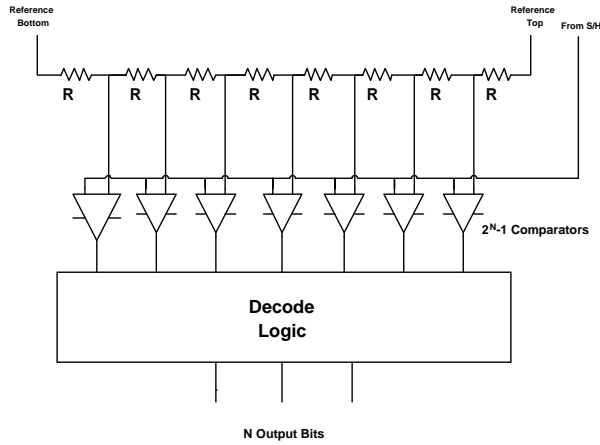 Reference
Bottom
Reference
Top
From S/H
R R R R R R R R
2ᴺ-1 Comparators
Decode
Logic
N Output Bits